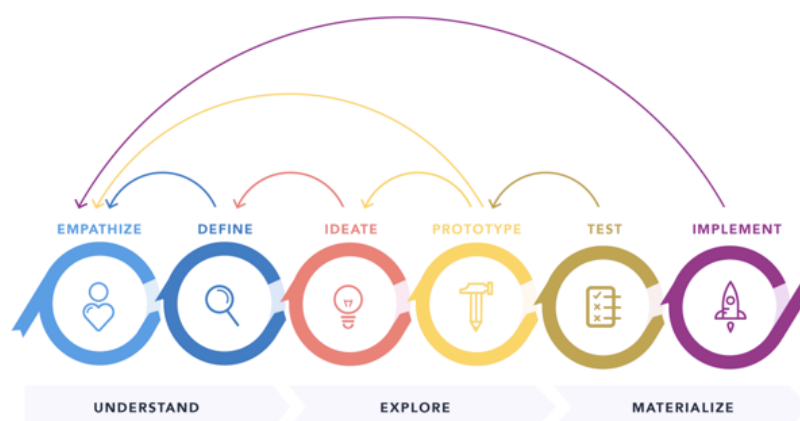 EMPATHIZE DEFINE IDEATE PROTOTYPE TEST IMPLEMENT
UNDERSTAND EXPLORE MATERIALIZE